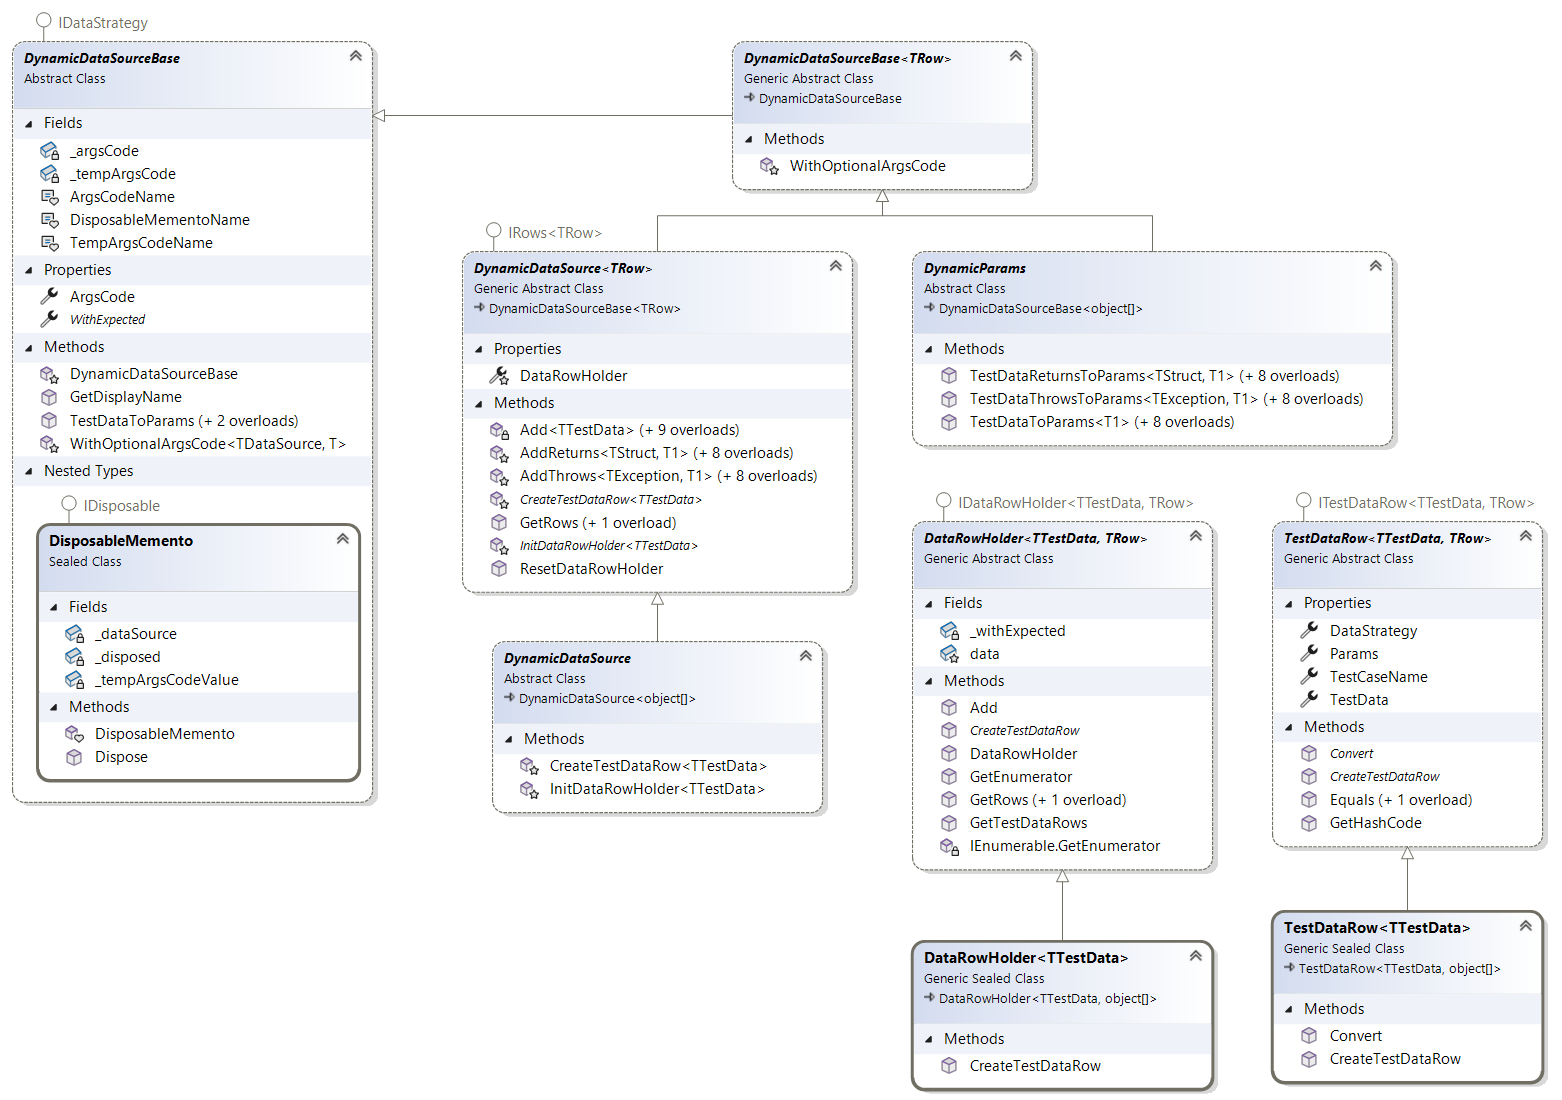 IDataStrategy
DynamicDataSourceBase
Abstract Class
Fields
_argsCode
_tempArgsCode
ArgsCodeName
DisposableMementoName
TempArgsCodeName
Properties
ArgsCode
WithExpected
Methods
DynamicDataSourceBase
GetDisplayName
TestDataToParams (+ 2 overloads)
WithOptionalArgsCode<TDataSource, T>
Nested Types
IDisposable
DisposableMemento
Sealed Class
Fields
_dataSource
_disposed
_tempArgsCodeValue
Methods
DisposableMemento
Dispose
DynamicDataSourceBase<TRow>
Generic Abstract Class
DynamicDataSourceBase
Methods
WithOptionalArgsCode
IRows<TRow>
DynamicDataSource<TRow>
Generic Abstract Class
DynamicDataSourceBase<TRow>
Properties
DataRowHolder
Methods
Add<TTestData> (+ 9 overloads)
AddReturns<TStruct, T1> (+ 8 overloads)
AddThrows<TException, T1> (+ 8 overloads)
CreateTestDataRow<TTestData>
GetRows (+ 1 overload)
InitDataRowHolder<TTestData>
ResetDataRowHolder
DynamicDataSource
Abstract Class
DynamicDataSource<object[]>
Methods
CreateTestDataRow<TTestData>
InitDataRowHolder<TTestData>
DynamicParams
Abstract Class
DynamicDataSourceBase<object[]>
Methods
TestDataReturnsToParams<TStruct, T1> (+ 8 overloads)
TestDataThrowsToParams<TException, T1> (+ 8 overloads)
TestDataToParams<T1> (+ 8 overloads)
IDataRowHolder<TTestData, TRow>
DataRowHolder<TTestData, TRow>
Generic Abstract Class
Fields
_withExpected
data
Methods
Add
CreateTestDataRow
DataRowHolder
GetEnumerator
GetRows (+ 1 overload)
GetTestDataRows
IEnumerable.GetEnumerator
DataRowHolder<TTestData>
Generic Sealed Class
DataRowHolder<TTestData, object[]>
Methods
CreateTestDataRow
ITestDataRow<TTestData, TRow>
TestDataRow<TTestData, TRow>
Generic Abstract Class
Properties
DataStrategy
Params
TestCaseName
TestData
Methods
Convert
CreateTestDataRow
Equals (+ 1 overload)
GetHashCode
TestDataRow<TTestData>
Generic Sealed Class
TestDataRow<TTestData, object[]>
Methods
Convert
CreateTestDataRow